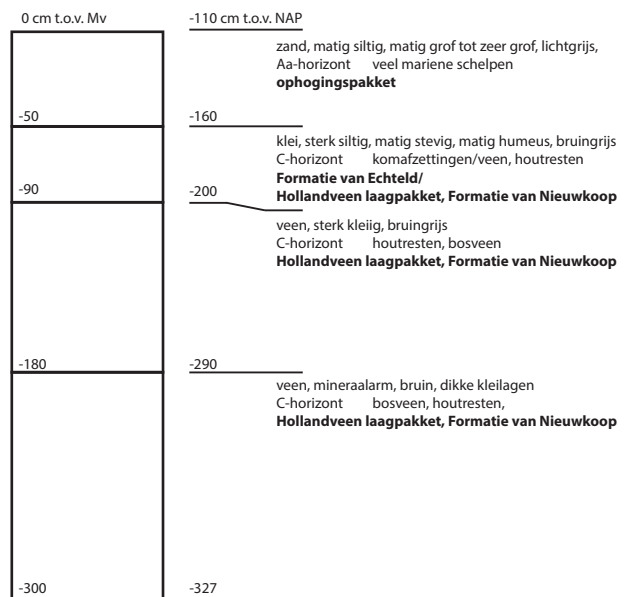 0 cm t.o.v. Mv
-110 cm t.o.v. NAP
zand, matig siltig, matig grof tot zeer grof, lichtgrijs,
Aa-horizont veel mariene schelpen
ophogingspakket
-50
-160
klei, sterk siltig, matig stevig, matig humeus, bruingrijs
C-horizont komafzettingen/veen, houtresten
Formatie van Echteld/
Hollandveen laagpakket, Formatie van Nieuwkoop
-90
-200
veen, sterk kleiig, bruingrijs
C-horizont houtresten, bosveen
Hollandveen laagpakket, Formatie van Nieuwkoop
-180
-290
veen, mineraalarm, bruin, dikke kleilagen
C-horizont bosveen, houtresten,
Hollandveen laagpakket, Formatie van Nieuwkoop
-300
-327